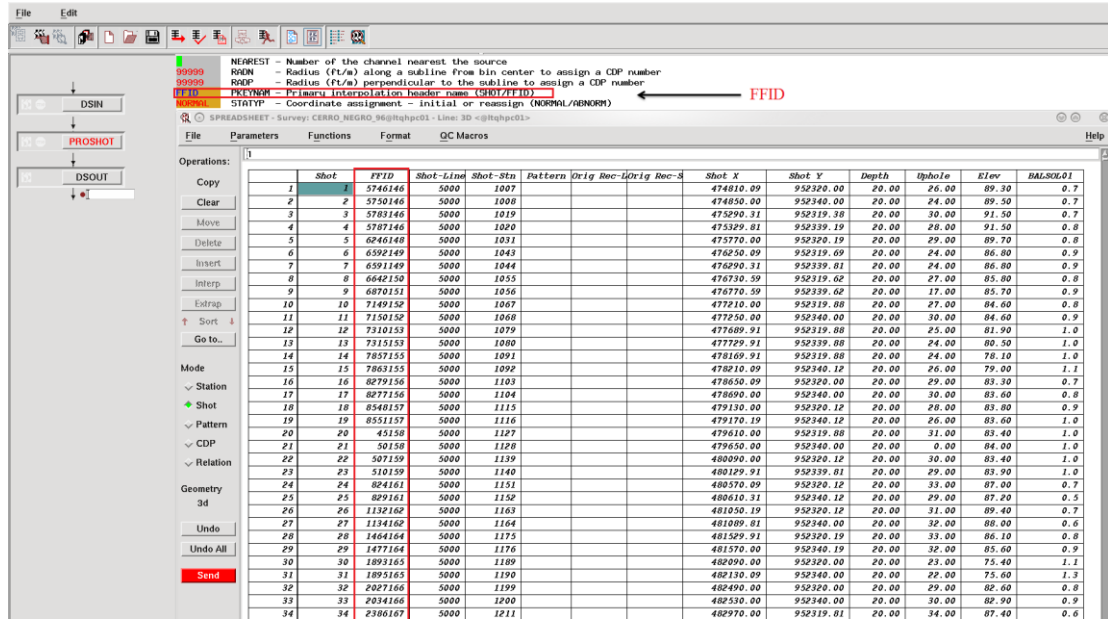 File Edit
NEAREST - Number of the channel nearest the source
99999 RADN - Radius (ft/m) along a subline from bin center to assign a CDP number
99999 RADP - Radius (ft/m) perpendicular to the subline to assign a CDP number
FFID PKEYNAM - Primary interpolation header name (SHOT/FFID)
FFID
NORMAL STATYP - Coordinate assignment - initial or reassign (NORMAL/ABNORM)
DSIN
PROSHOT
DSOUT
SPREADSHEET - Survey: CERRO_NEGRO_96@ltqhpc01 - Line: 3D <@ltqhpc01>
File Parameters Functions Format QC Macros Help
Operations:
Copy
Clear
Move
Delete
Insert
Interp
Extrap
Sort
Go to..
Mode
Station
Shot
Pattern
CDP
Relation
Geometry
3d
Undo
Undo All
Send
1
Shot FFID Shot-Line Shot-Stn Pattern Orig Rec-L Orig Rec-S Shot X Shot Y Depth Uphole Elev BALSOL01
1 1 5746146 5000 1007 474810.09 952320.00 20.00 26.00 89.30 0.7
2 2 5750146 5000 1008 474850.00 952340.00 20.00 24.00 89.50 0.7
3 3 5783146 5000 1019 475290.31 952319.38 20.00 30.00 91.50 0.7
4 4 5787146 5000 1020 475329.81 952339.19 20.00 28.00 91.50 0.8
5 5 6246148 5000 1031 475770.00 952320.19 20.00 29.00 89.70 0.8
6 6 6592149 5000 1043 476250.09 952319.69 20.00 24.00 86.80 0.9
7 7 6591149 5000 1044 476290.31 952339.81 20.00 24.00 86.80 0.9
8 8 6642150 5000 1055 476730.59 952319.62 20.00 27.00 85.80 0.8
9 9 6870151 5000 1056 476770.59 952339.62 20.00 17.00 85.70 0.9
10 10 7149152 5000 1067 477210.00 952319.88 20.00 27.00 84.60 0.8
11 11 7150152 5000 1068 477250.00 952340.00 20.00 30.00 84.60 0.9
12 12 7310153 5000 1079 477689.91 952319.88 20.00 25.00 81.90 1.0
13 13 7315153 5000 1080 477729.91 952339.88 20.00 24.00 80.50 1.0
14 14 7857155 5000 1091 478169.91 952319.88 20.00 24.00 78.10 1.0
15 15 7863155 5000 1092 478210.09 952340.12 20.00 26.00 79.00 1.1
16 16 8279156 5000 1103 478650.09 952320.00 20.00 29.00 83.30 0.7
17 17 8277156 5000 1104 478690.00 952340.00 20.00 30.00 83.60 0.8
18 18 8548157 5000 1115 479130.00 952320.12 20.00 28.00 83.80 0.9
19 19 8551157 5000 1116 479170.19 952340.12 20.00 26.00 83.60 1.0
20 20 45158 5000 1127 479610.00 952319.88 20.00 31.00 83.40 1.0
21 21 50158 5000 1128 479650.00 952340.00 20.00 0.00 84.00 1.0
22 22 507159 5000 1139 480090.00 952320.12 20.00 30.00 83.40 1.0
23 23 510159 5000 1140 480129.91 952339.81 20.00 29.00 83.90 1.0
24 24 824161 5000 1151 480570.09 952320.12 20.00 33.00 87.00 0.7
25 25 829161 5000 1152 480610.31 952340.12 20.00 29.00 87.20 0.5
26 26 1132162 5000 1163 481050.19 952320.12 20.00 31.00 89.40 0.7
27 27 1134162 5000 1164 481089.81 952340.00 20.00 32.00 88.00 0.6
28 28 1464164 5000 1175 481529.91 952320.19 20.00 33.00 86.10 0.8
29 29 1477164 5000 1176 481570.00 952340.19 20.00 32.00 85.60 0.9
30 30 1893165 5000 1189 482090.00 952320.00 20.00 23.00 75.40 1.1
31 31 1895165 5000 1190 482130.09 952340.00 20.00 22.00 75.60 1.3
32 32 2027166 5000 1199 482490.00 952320.00 20.00 29.00 82.60 0.8
33 33 2034166 5000 1200 482530.00 952340.00 20.00 30.00 82.90 0.9
34 34 2386167 5000 1211 482970.00 952319.81 20.00 34.00 87.40 0.6